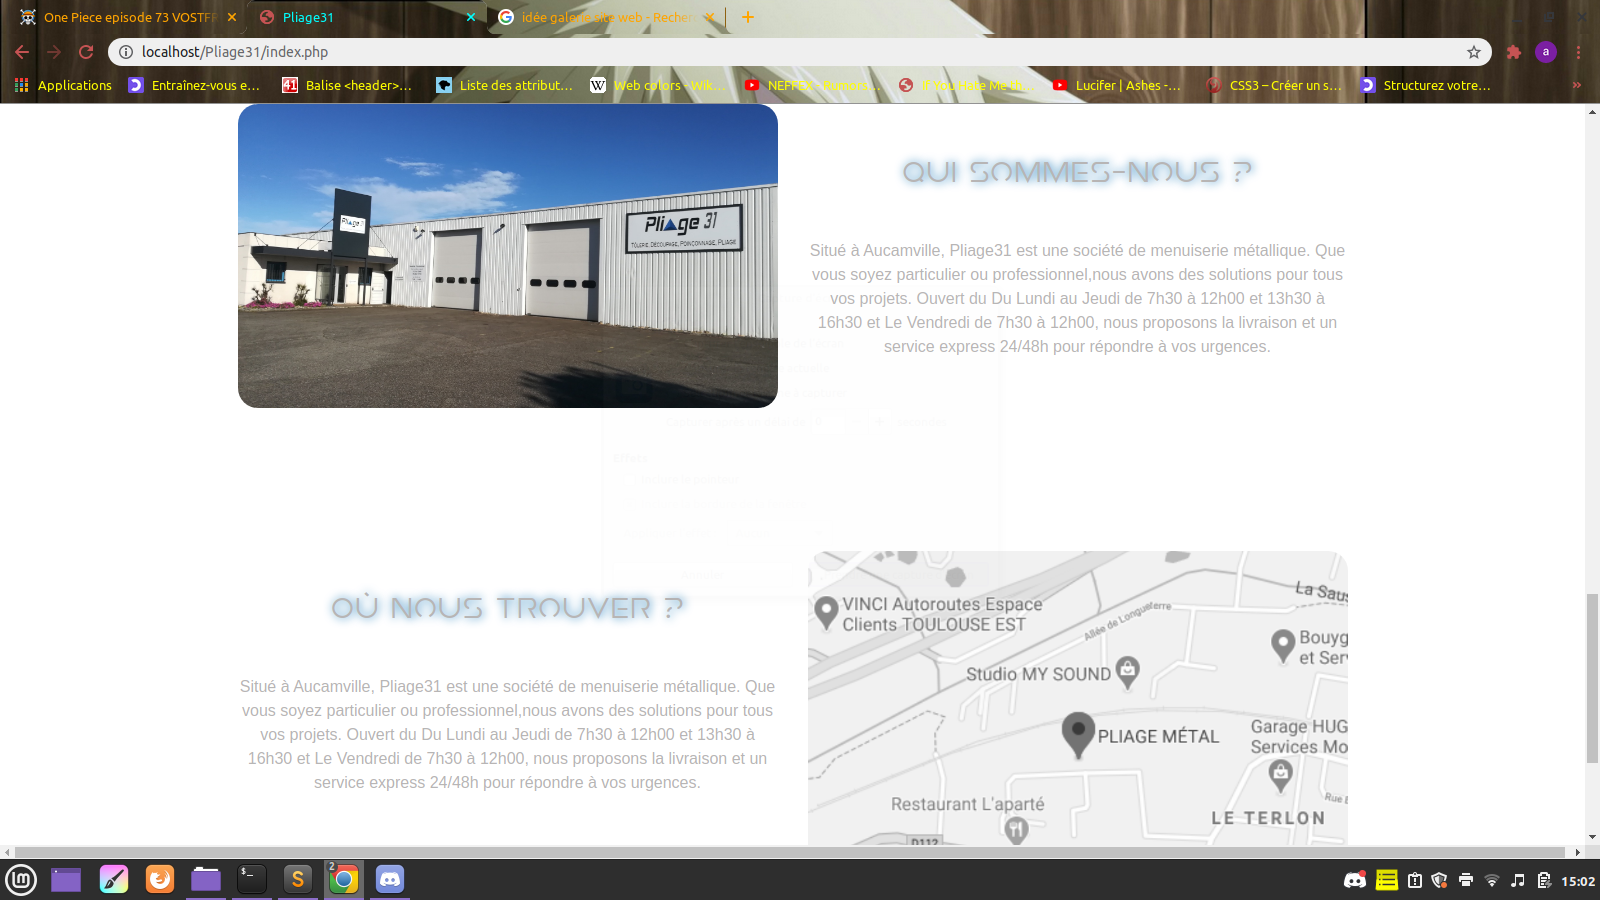 One Piece episode 73 VOSTFR
Pliage31
idée galerie site web - Recher
localhost/Pliage31/index.php
a
Applications
Entraînez-vous e...
41
Balise <header>...
Liste des attribut...
W
Web colors - Wik...
NEFFEX - Rumors...
Lucifer | Ashes -...
CSS3 – Créer un s...
Structurez votre...
»
Pliage 31
TÔLERIE, DÉCOUPAGE, POINÇONNAGE, PLIAGE
QUI SOMMES-NOUS ?
Situé à Aucamville, Pliage31 est une société de menuiserie métallique. Que
vous soyez particulier ou professionnel,nous avons des solutions pour tous
vos projets. Ouvert du Du Lundi au Jeudi de 7h30 à 12h00 et 13h30 à
16h30 et Le Vendredi de 7h30 à 12h00, nous proposons la livraison et un
service express 24/48h pour répondre à vos urgences.
OÙ NOUS TROUVER ?
Situé à Aucamville, Pliage31 est une société de menuiserie métallique. Que
vous soyez particulier ou professionnel,nous avons des solutions pour tous
vos projets. Ouvert du Du Lundi au Jeudi de 7h30 à 12h00 et 13h30 à
16h30 et Le Vendredi de 7h30 à 12h00, nous proposons la livraison et un
service express 24/48h pour répondre à vos urgences.
La Saus
VINCI Autoroutes Espace
Clients TOULOUSE EST
Allée de Longueterre
Bouyg
et Ser
Studio MY SOUND
PLIAGE MÉTAL
Garage HUG
Services Mo
Restaurant L'aparté
Rue B
LE TERLON
D112
2
15:02